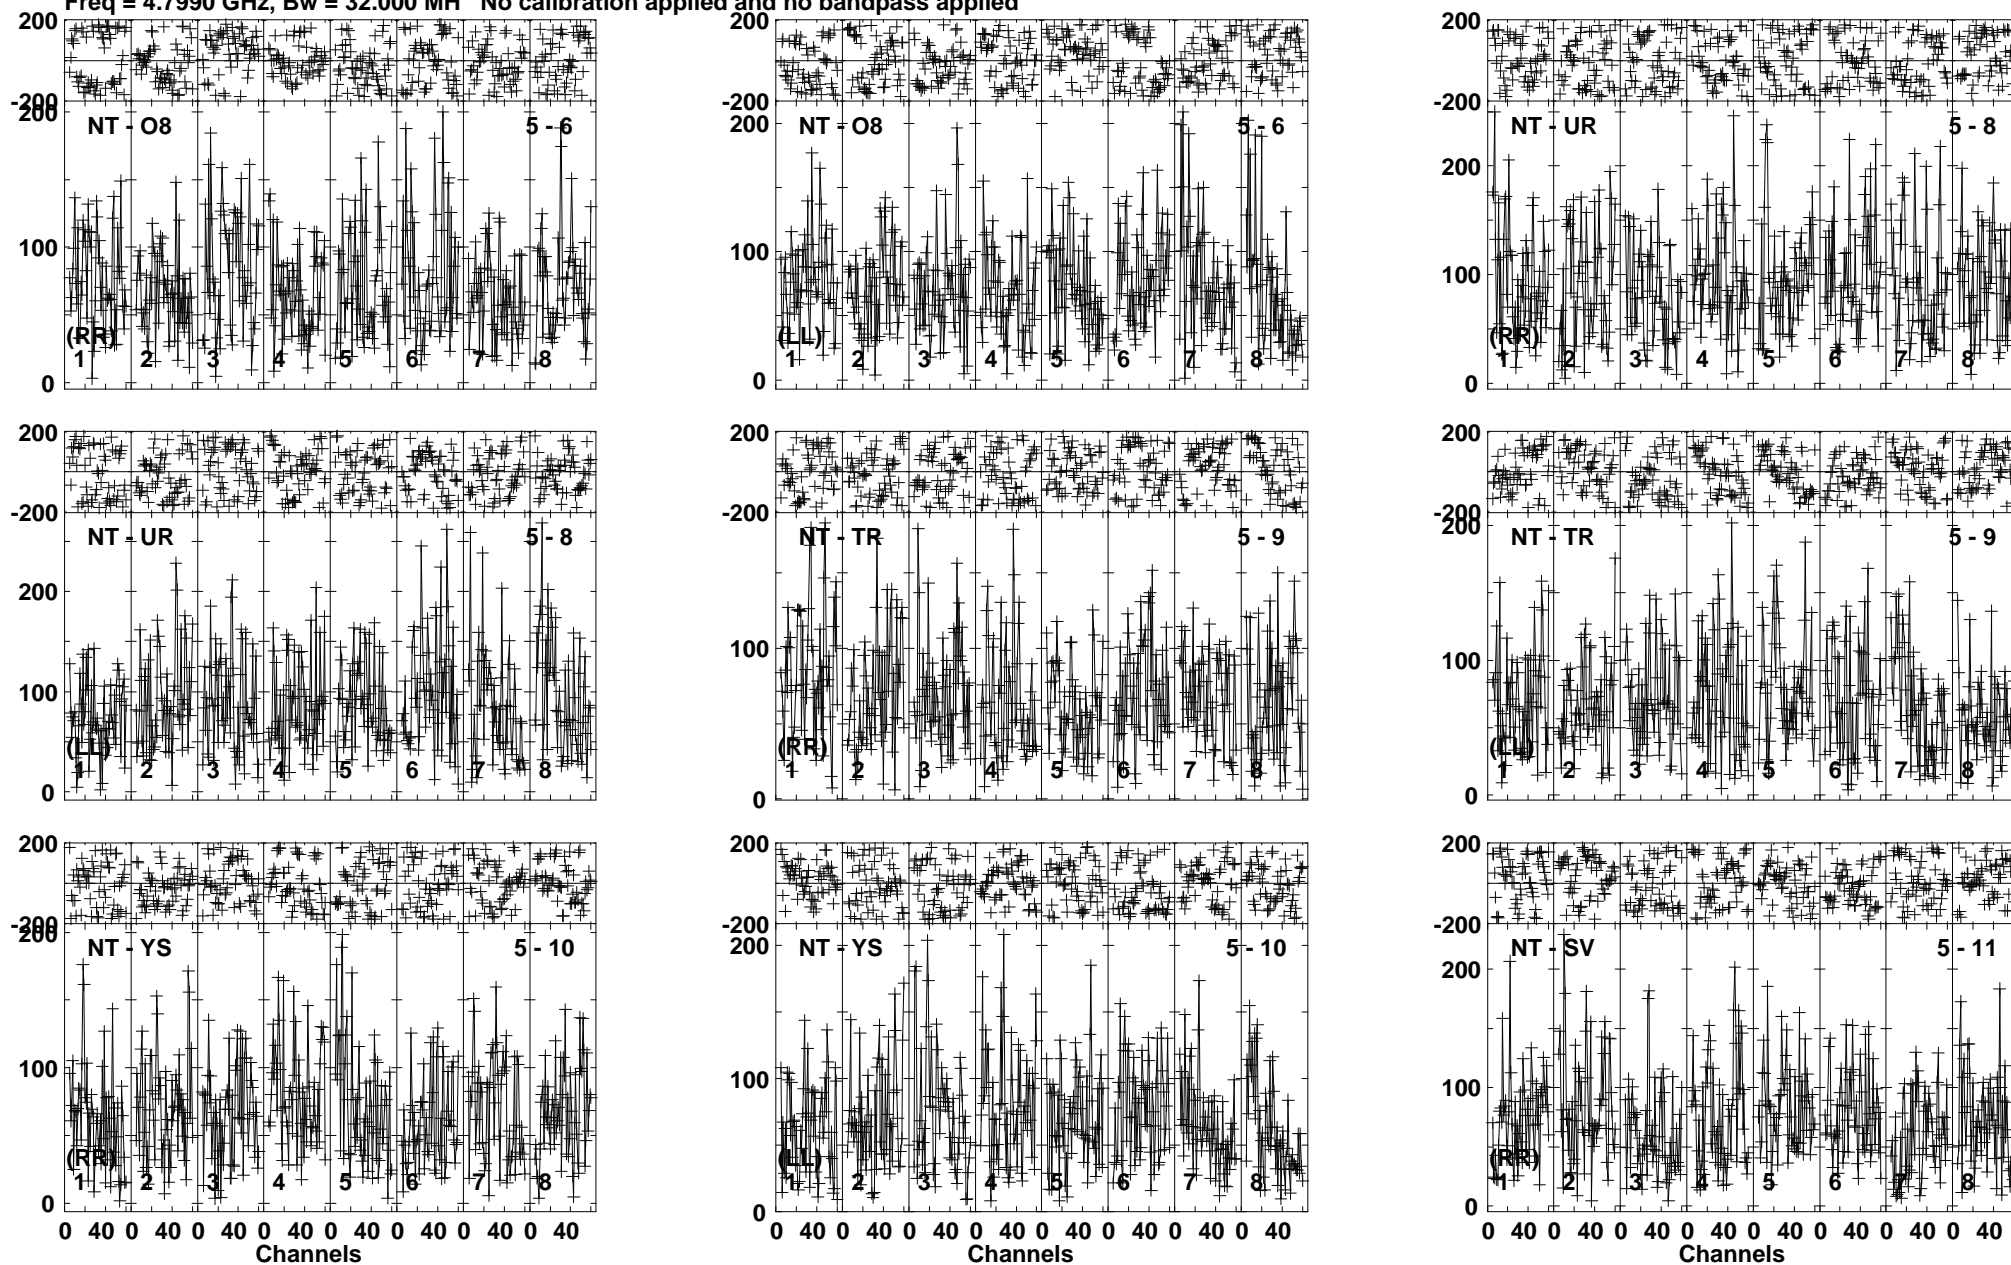 Freq = 4.7990 GHz, Bw = 32.000 MH No calibration applied and no bandpass applied
200 200 200
-200 -200 -200
200
NT - O8 5 - 6 NT - O8 5 - 6 NT - UR 5 - 8
200
200
100 100 100
(RR) (LL) (RR)
1 2 3 4 5 6 7 8 1 2 3 4 5 6 7 8 1 2 3 4 5 6 7 8
0 0 0
200 200 200
-200 -200 -200
200
NT - UR 5 - 8 NT - TR 5 - 9 NT - TR 5 - 9
200
100 100 100
(LL) (RR) (LL)
1 2 3 4 5 6 7 8 1 2 3 4 5 6 7 8 1 2 3 4 5 6 7 8
0 0 0
200 200 200
-200 -200 -200
200
NT - YS 5 - 10 NT - YS 5 - 10 NT - SV 5 - 11
200 200
100 100 100
(RR) (LL) (RR)
1 2 3 4 5 6 7 8 1 2 3 4 5 6 7 8 1 2 3 4 5 6 7 8
0 0 0
0 40 0 40 0 40 0 40 0 40 0 40 0 40 0 40 0 40 0 40 0 40 0 40 0 40 0 40 0 40 0 40 0 40 0 40 0 40 0 40 0 40 0 40 0 40 0 40
Channels Channels Channels